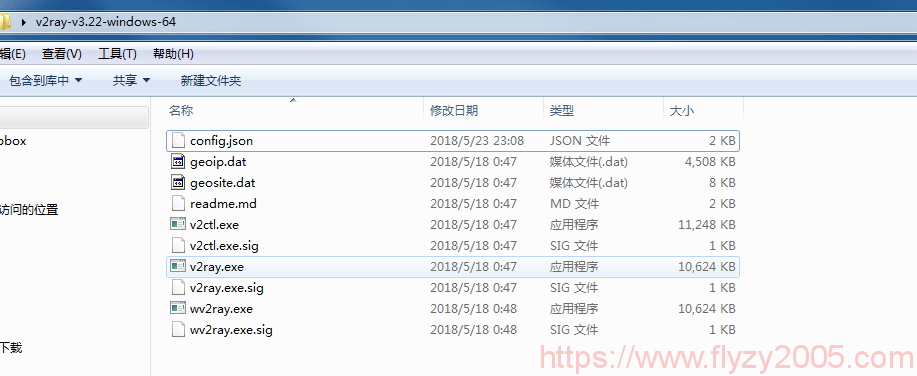 v2ray-v3.22-windows-64
辑(E) 查看(V) 工具(T) 帮助(H)
包含到库中 共享 新建文件夹
名称 修改日期 类型 大小
config.json 2018/5/23 23:08 JSON 文件 2 KB
pbox
geoip.dat 2018/5/18 0:47 媒体文件(.dat) 4,508 KB
geosite.dat 2018/5/18 0:47 媒体文件(.dat) 8 KB
readme.md 2018/5/18 0:47 MD 文件 2 KB
访问的位置
v2ctl.exe 2018/5/18 0:47 应用程序 11,248 KB
v2ctl.exe.sig 2018/5/18 0:47 SIG 文件 1 KB
v2ray.exe 2018/5/18 0:47 应用程序 10,624 KB
v2ray.exe.sig 2018/5/18 0:47 SIG 文件 1 KB
wv2ray.exe 2018/5/18 0:48 应用程序 10,624 KB
wv2ray.exe.sig 2018/5/18 0:48 SIG 文件 1 KB
下载
https://www.flyzy2005.com